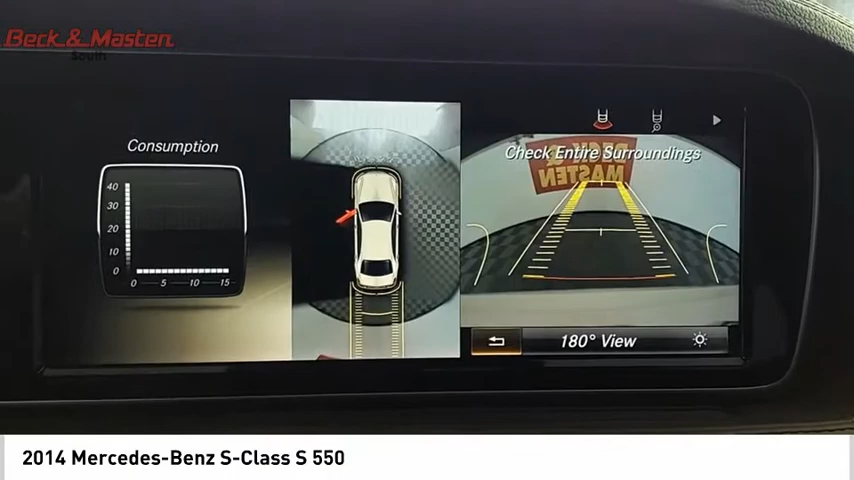 Beck & Masten
South
Consumption
40
30
20
10
0
0 5 10 15
Check Entire Surroundings
BECK &
MASTEN
180° View
2014 Mercedes-Benz S-Class S 550